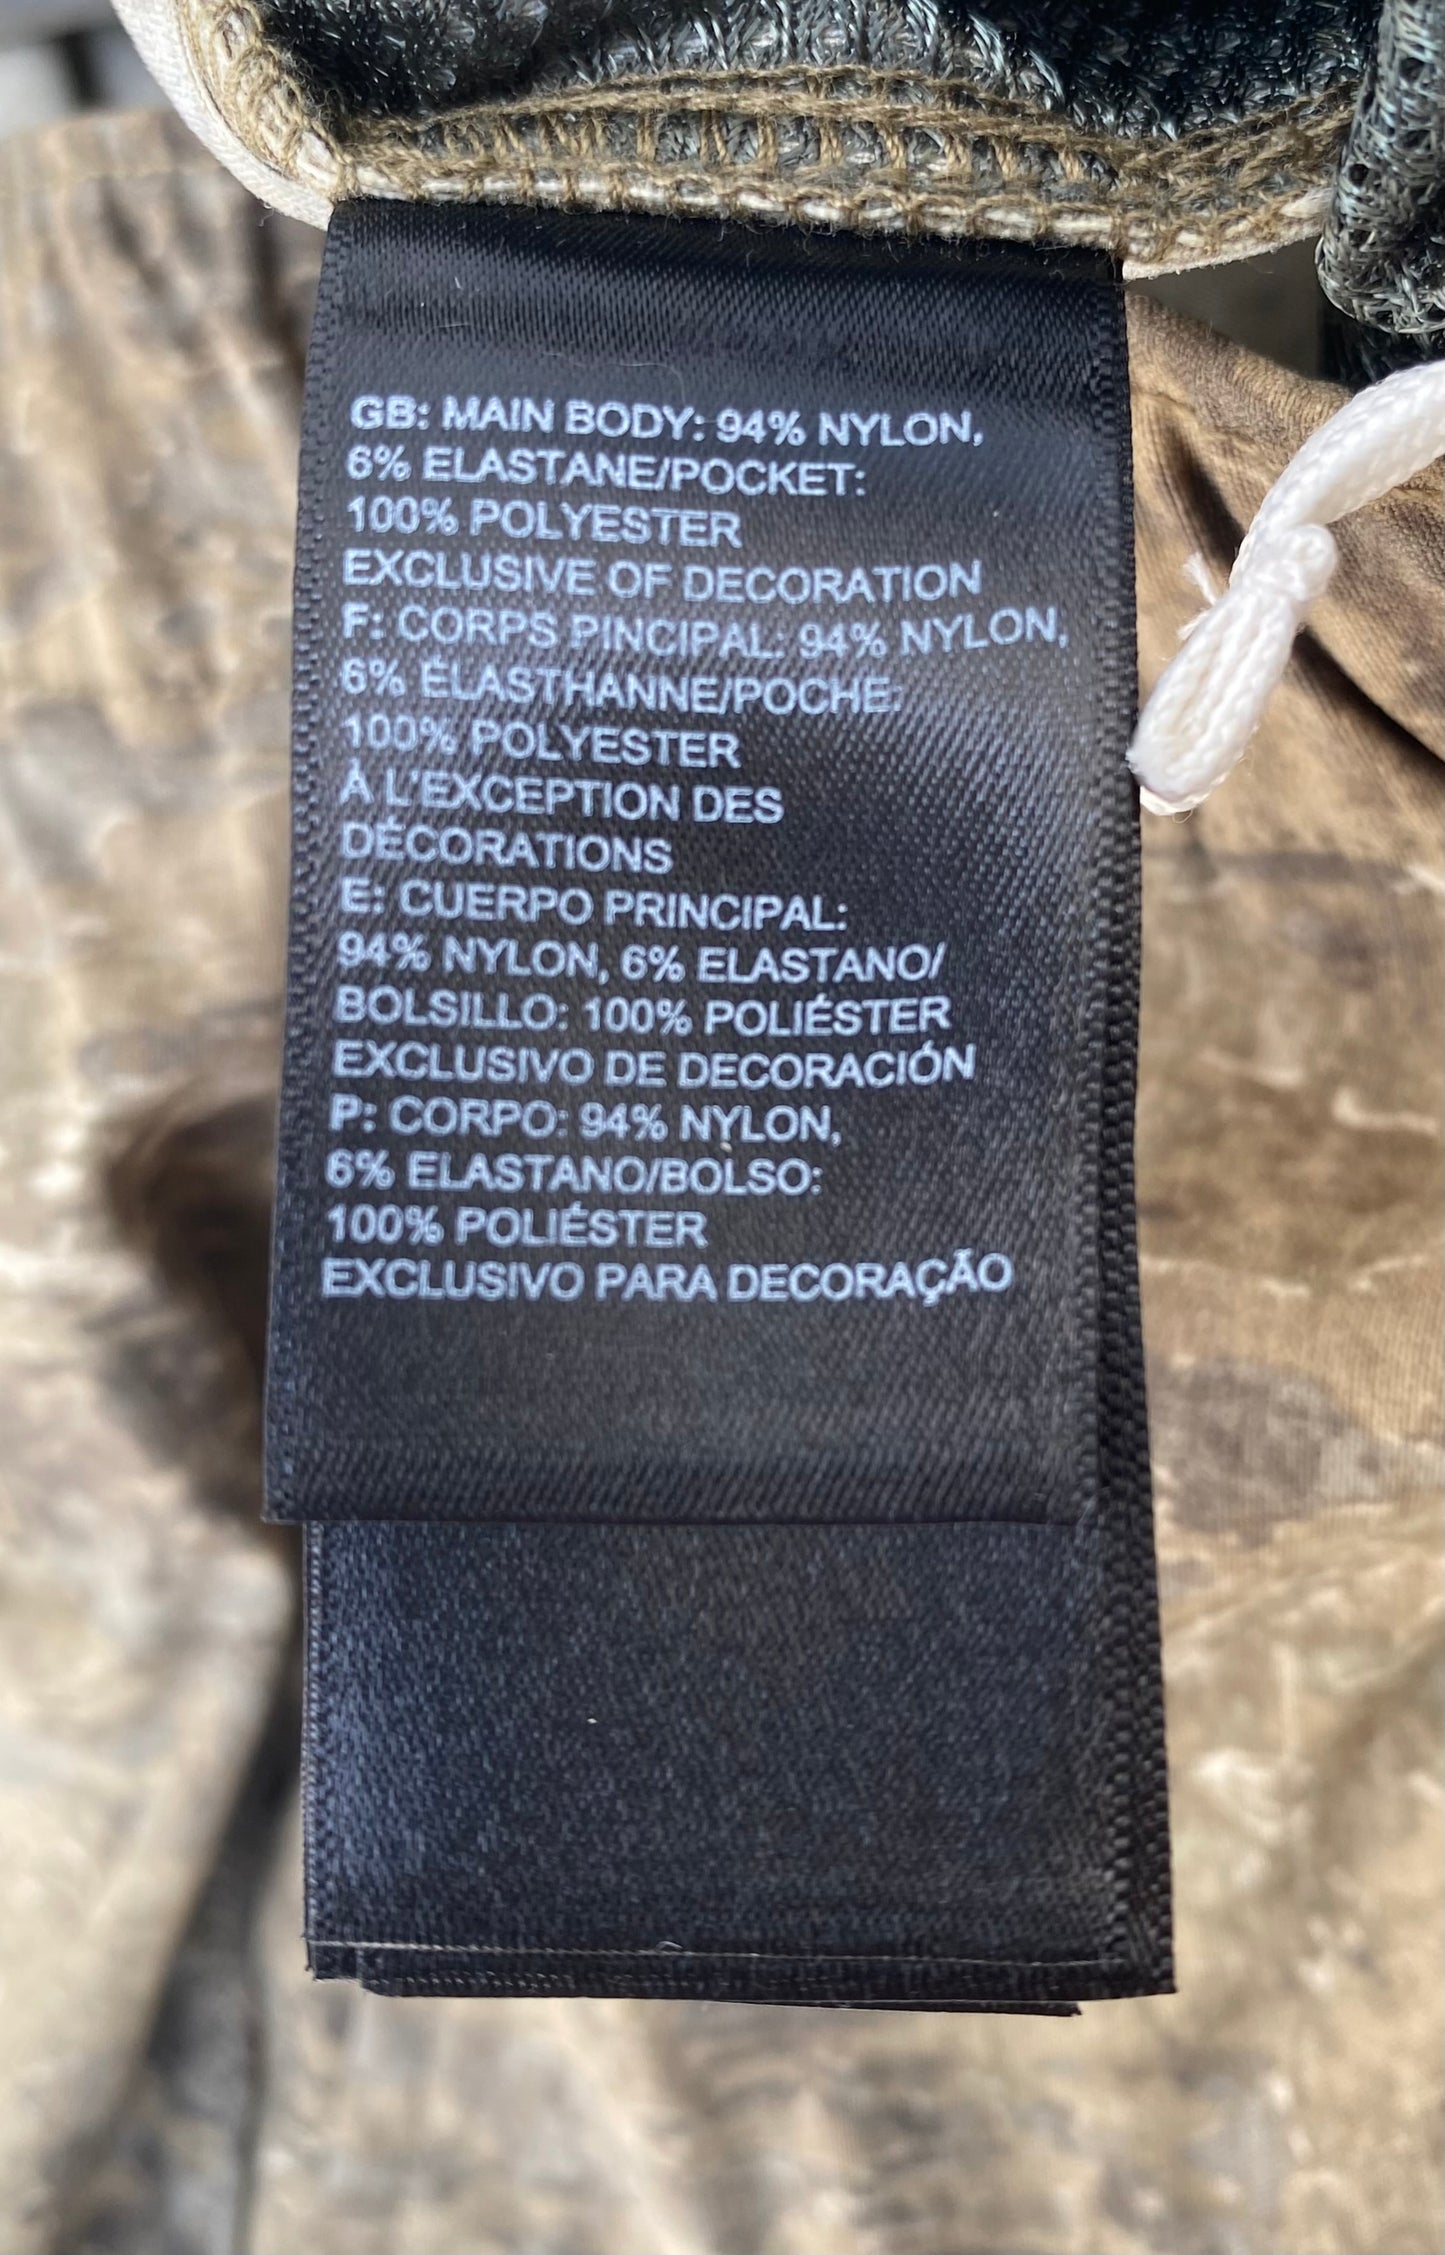 GB: MAIN BODY: 94% NYLON,
6% ELASTANE/POCKET:
100% POLYESTER
EXCLUSIVE OF DECORATION
F: CORPS PINCIPAL: 94% NYLON,
6% ÉLASTHANNE/POCHE:
100% POLYESTER
À L'EXCEPTION DES
DÉCORATIONS
E: CUERPO PRINCIPAL:
94% NYLON, 6% ELASTANO/
BOLSILLO: 100% POLIÉSTER
EXCLUSIVO DE DECORACIÓN
P: CORPO: 94% NYLON,
6% ELASTANO/BOLSO:
100% POLIÉSTER
EXCLUSIVO PARA DECORAÇÃO